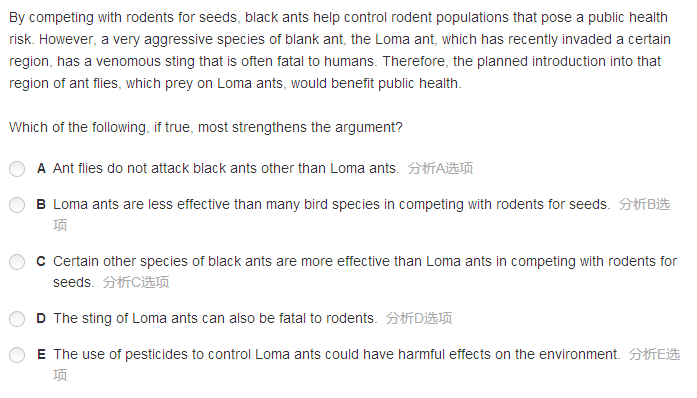 By competing with rodents for seeds, black ants help control rodent populations that pose a public health
risk. However, a very aggressive species of blank ant, the Loma ant, which has recently invaded a certain
region, has a venomous sting that is often fatal to humans. Therefore, the planned introduction into that
region of ant flies, which prey on Loma ants, would benefit public health.
Which of the following, if true, most strengthens the argument?
A Ant flies do not attack black ants other than Loma ants. 分析A选项
B Loma ants are less effective than many bird species in competing with rodents for seeds. 分析B选
项
C Certain other species of black ants are more effective than Loma ants in competing with rodents for
seeds. 分析C选项
D The sting of Loma ants can also be fatal to rodents. 分析D选项
E The use of pesticides to control Loma ants could have harmful effects on the environment. 分析E选
项